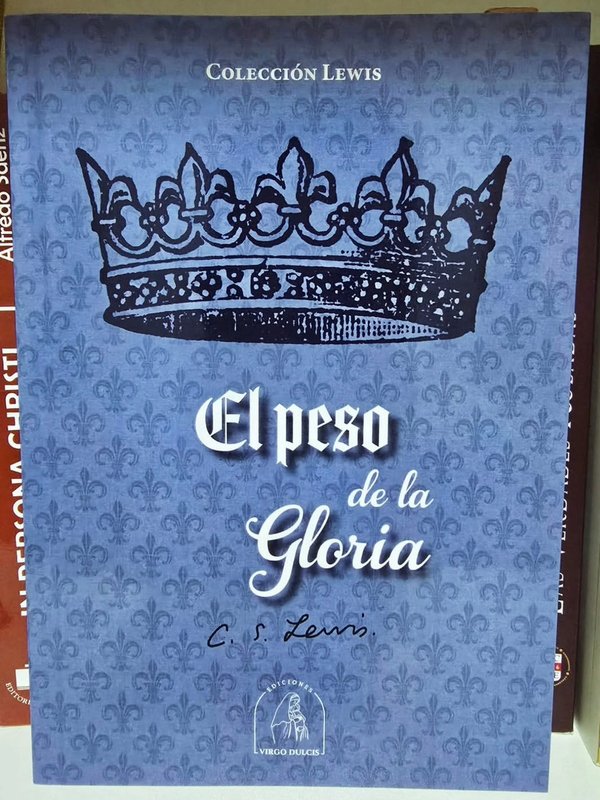 Colección Lewis
El peso
de la
Gloria
C. S. Lewis.
EDICIONES
VIRGO DULCIS
Alfredo Sáenz
IN PERSONA CHRISTI